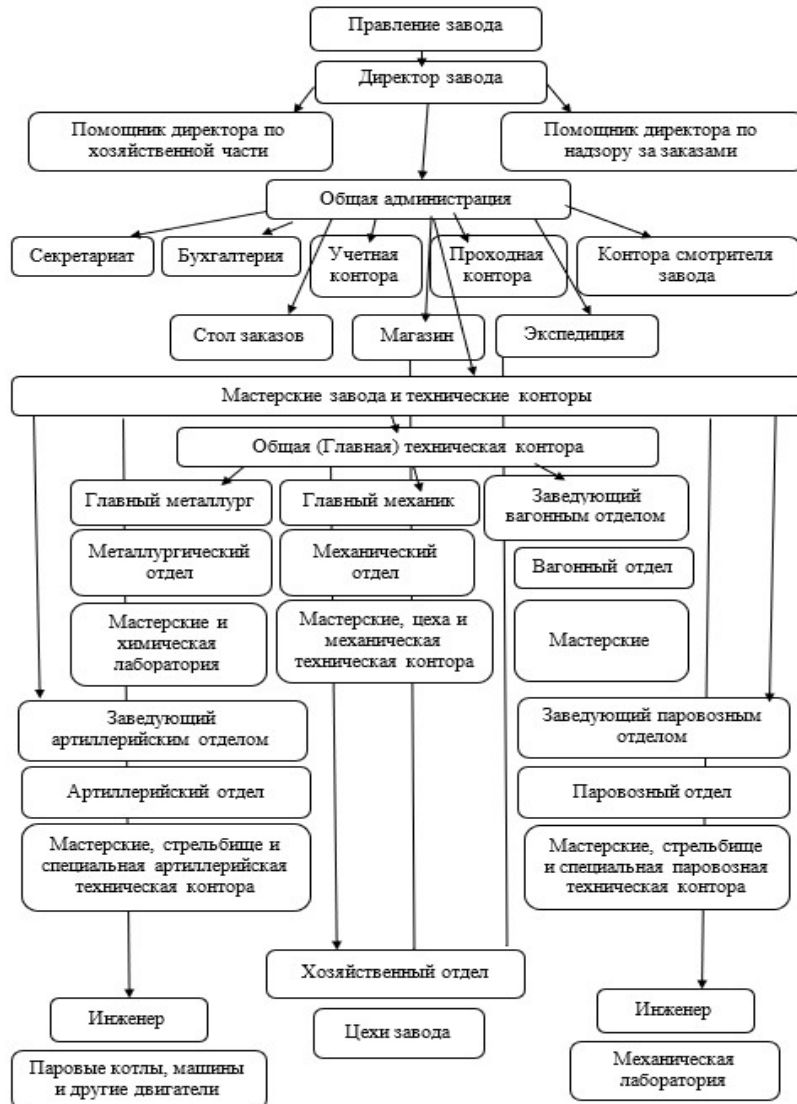 Правление завода
Директор завода
Помощник директора по
хозяйственной части
Помощник директора по
надзору за заказами
Общая администрация
Секретариат
Бухгалтерия
Учетная
контора
Проходная
контора
Контора смотрителя
завода
Стол заказов
Магазин
Экспедиция
Мастерские завода и технические конторы
Общая (Главная) техническая контора
Главный металлург
Главный механик
Заведующий
вагонным отделом
Металлургический
отдел
Механический
отдел
Вагонный отдел
Мастерские и
химическая
лаборатория
Мастерские, цеха и
механическая
техническая контора
Мастерские
Заведующий
артиллерийским отделом
Заведующий паровозным
отделом
Артиллерийский отдел
Паровозный отдел
Мастерские, стрельбище и
специальная артиллерийская
техническая контора
Мастерские, стрельбище
и специальная паровозная
техническая контора
Хозяйственный отдел
Инженер
Цехи завода
Инженер
Паровые котлы, машины
и другие двигатели
Механическая
лаборатория